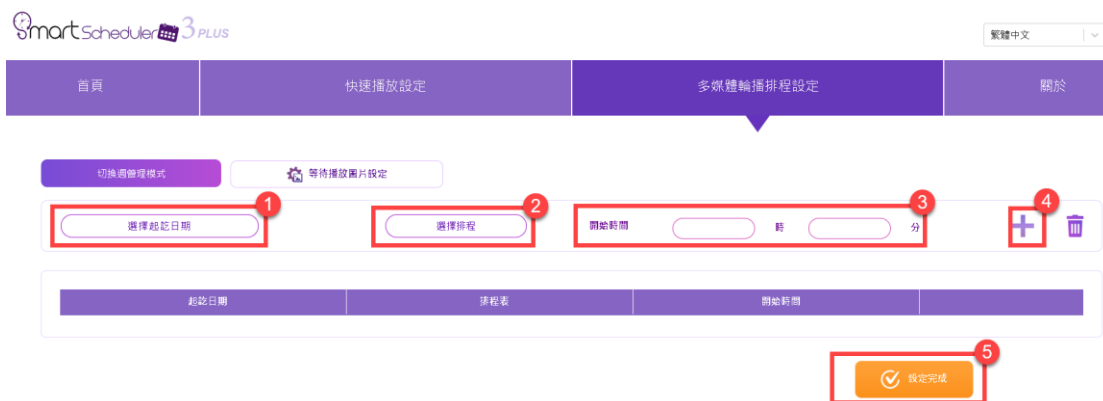 Smart Scheduler 3 PLUS
繁體中文
首頁 快速播放設定 多媒體輪播排程設定 關於
切換週管理模式 等待播放圖片設定
1 2 3 4
選擇起訖日期 選擇排程 開始時間 時 分
起訖日期 排程表 開始時間
5
設定完成